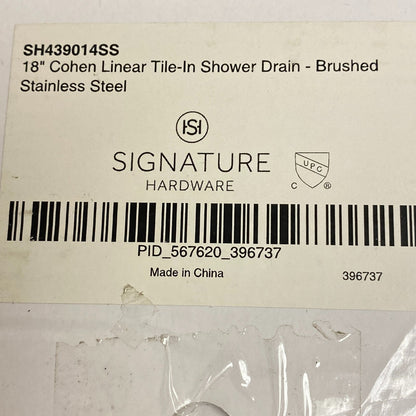 SH439014SS
18" Cohen Linear Tile-In Shower Drain - Brushed
Stainless Steel
SH
SIGNATURE
HARDWARE
UPC
C ®
PID_567620_396737
Made in China
396737